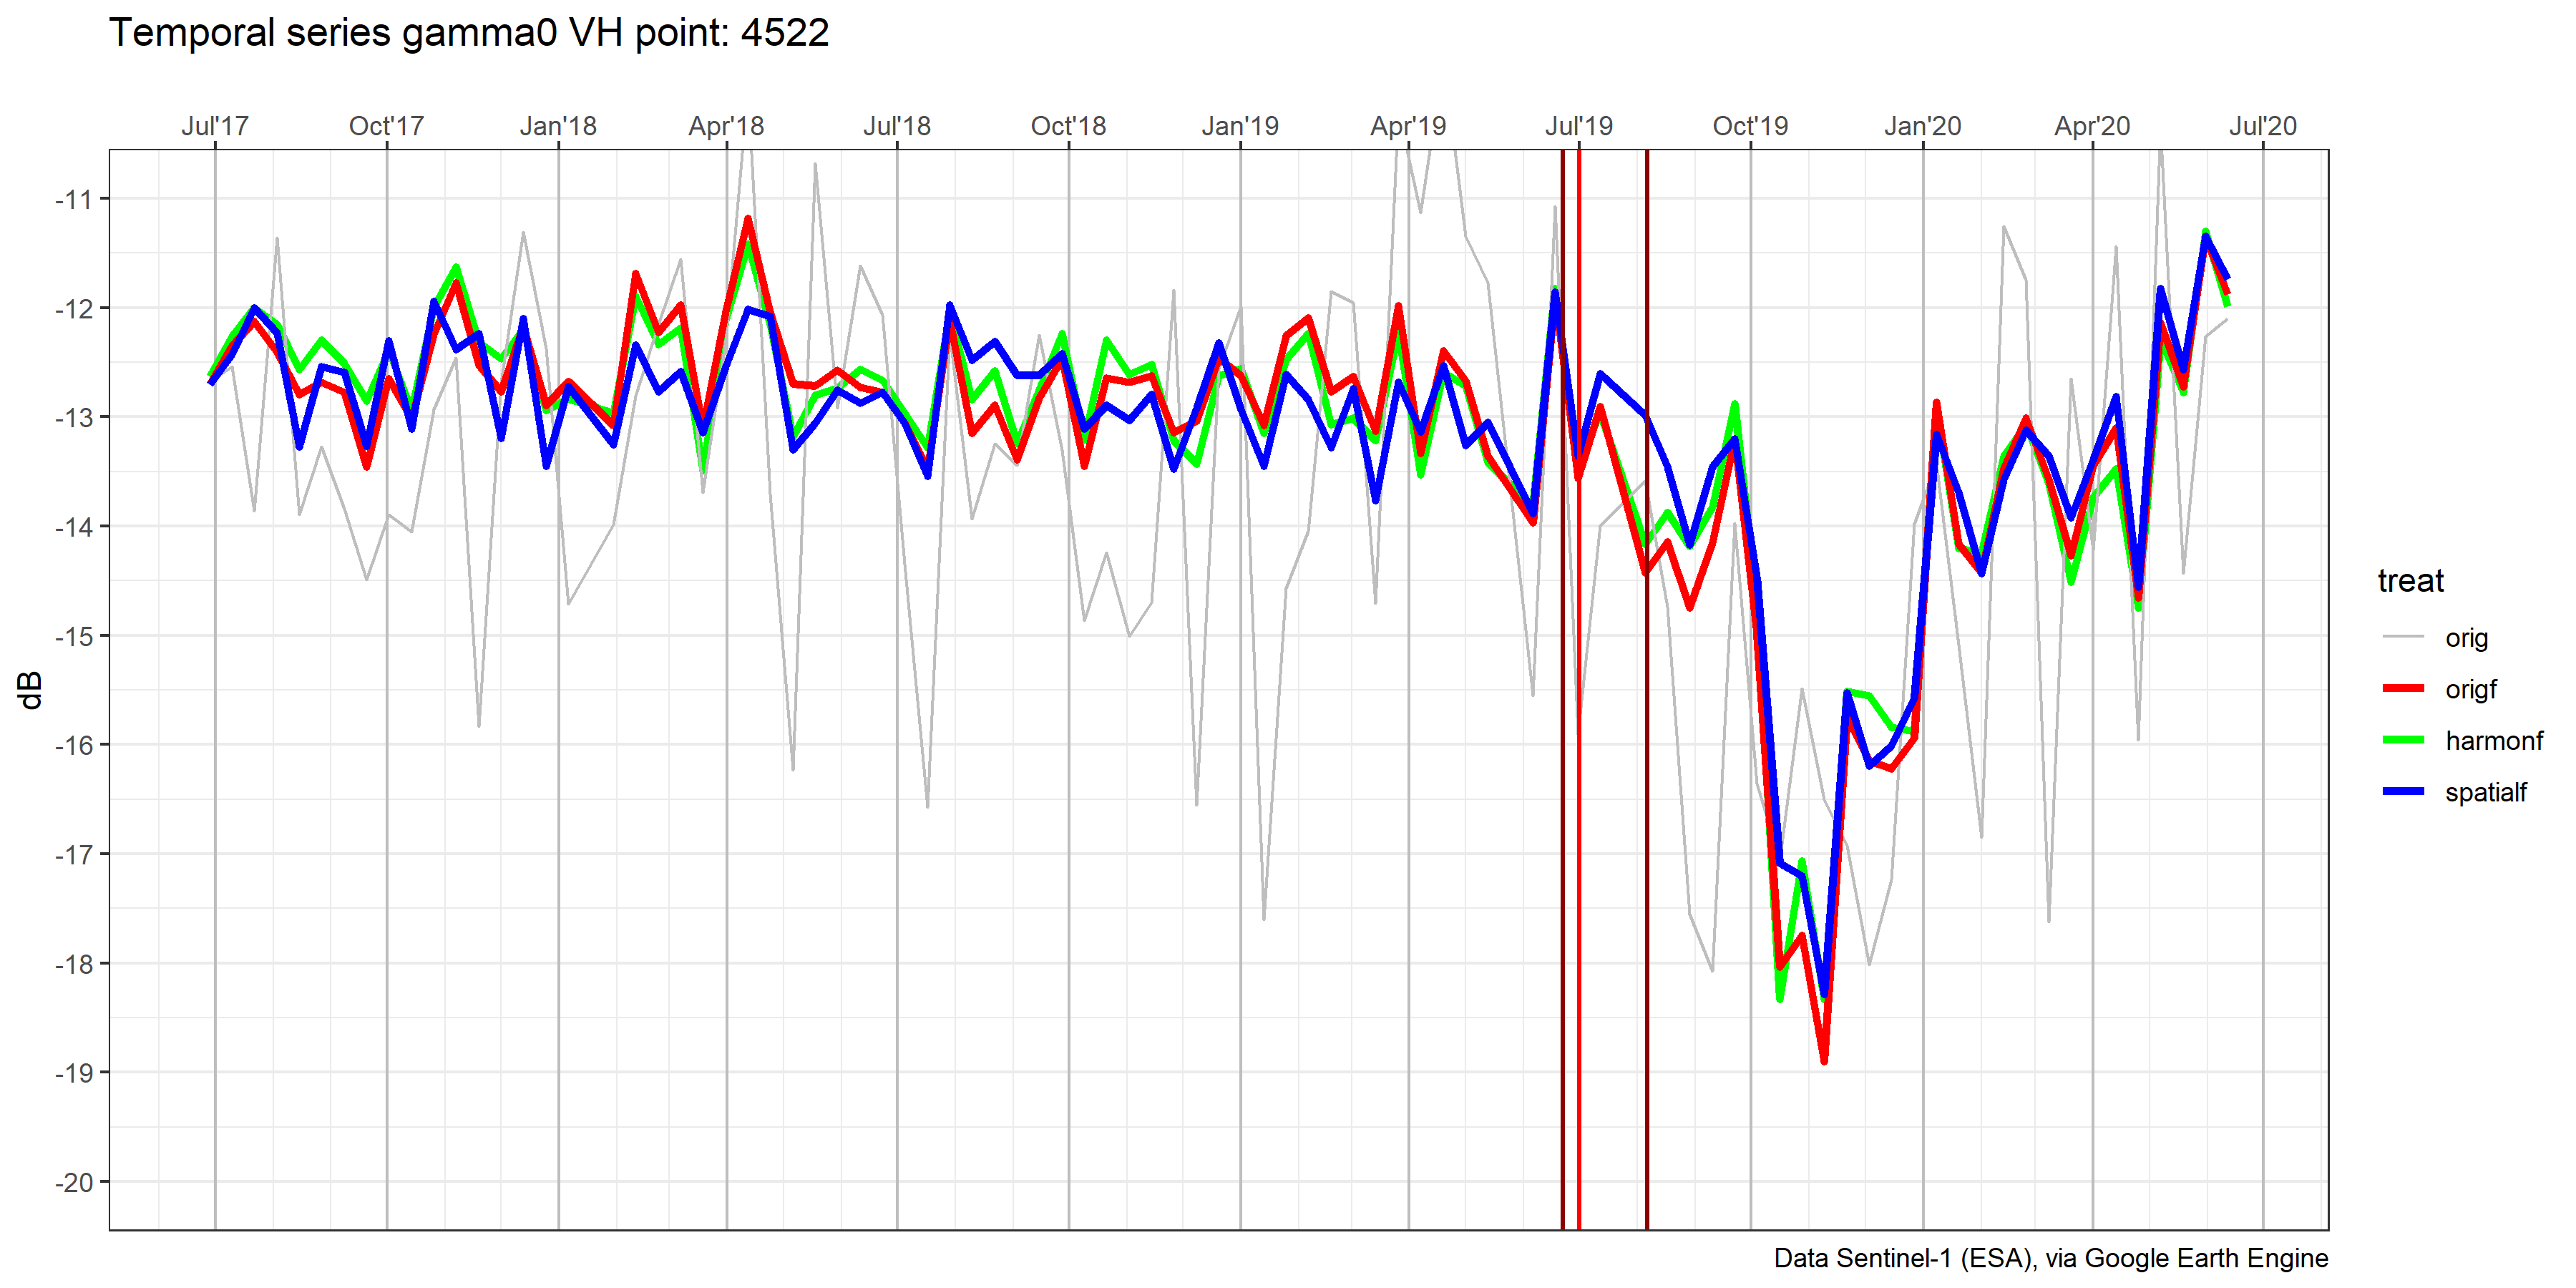 Temporal series gamma0 VH point: 4522
Jul'17 Oct'17 Jan'18 Apr'18 Jul'18 Oct'18 Jan'19 Apr'19 Jul'19 Oct'19 Jan'20 Apr'20 Jul'20
-11
-12
-13
-14
-15
-16
-17
-18
-19
-20
dB
treat
orig
origf
harmonf
spatialf
Data Sentinel-1 (ESA), via Google Earth Engine